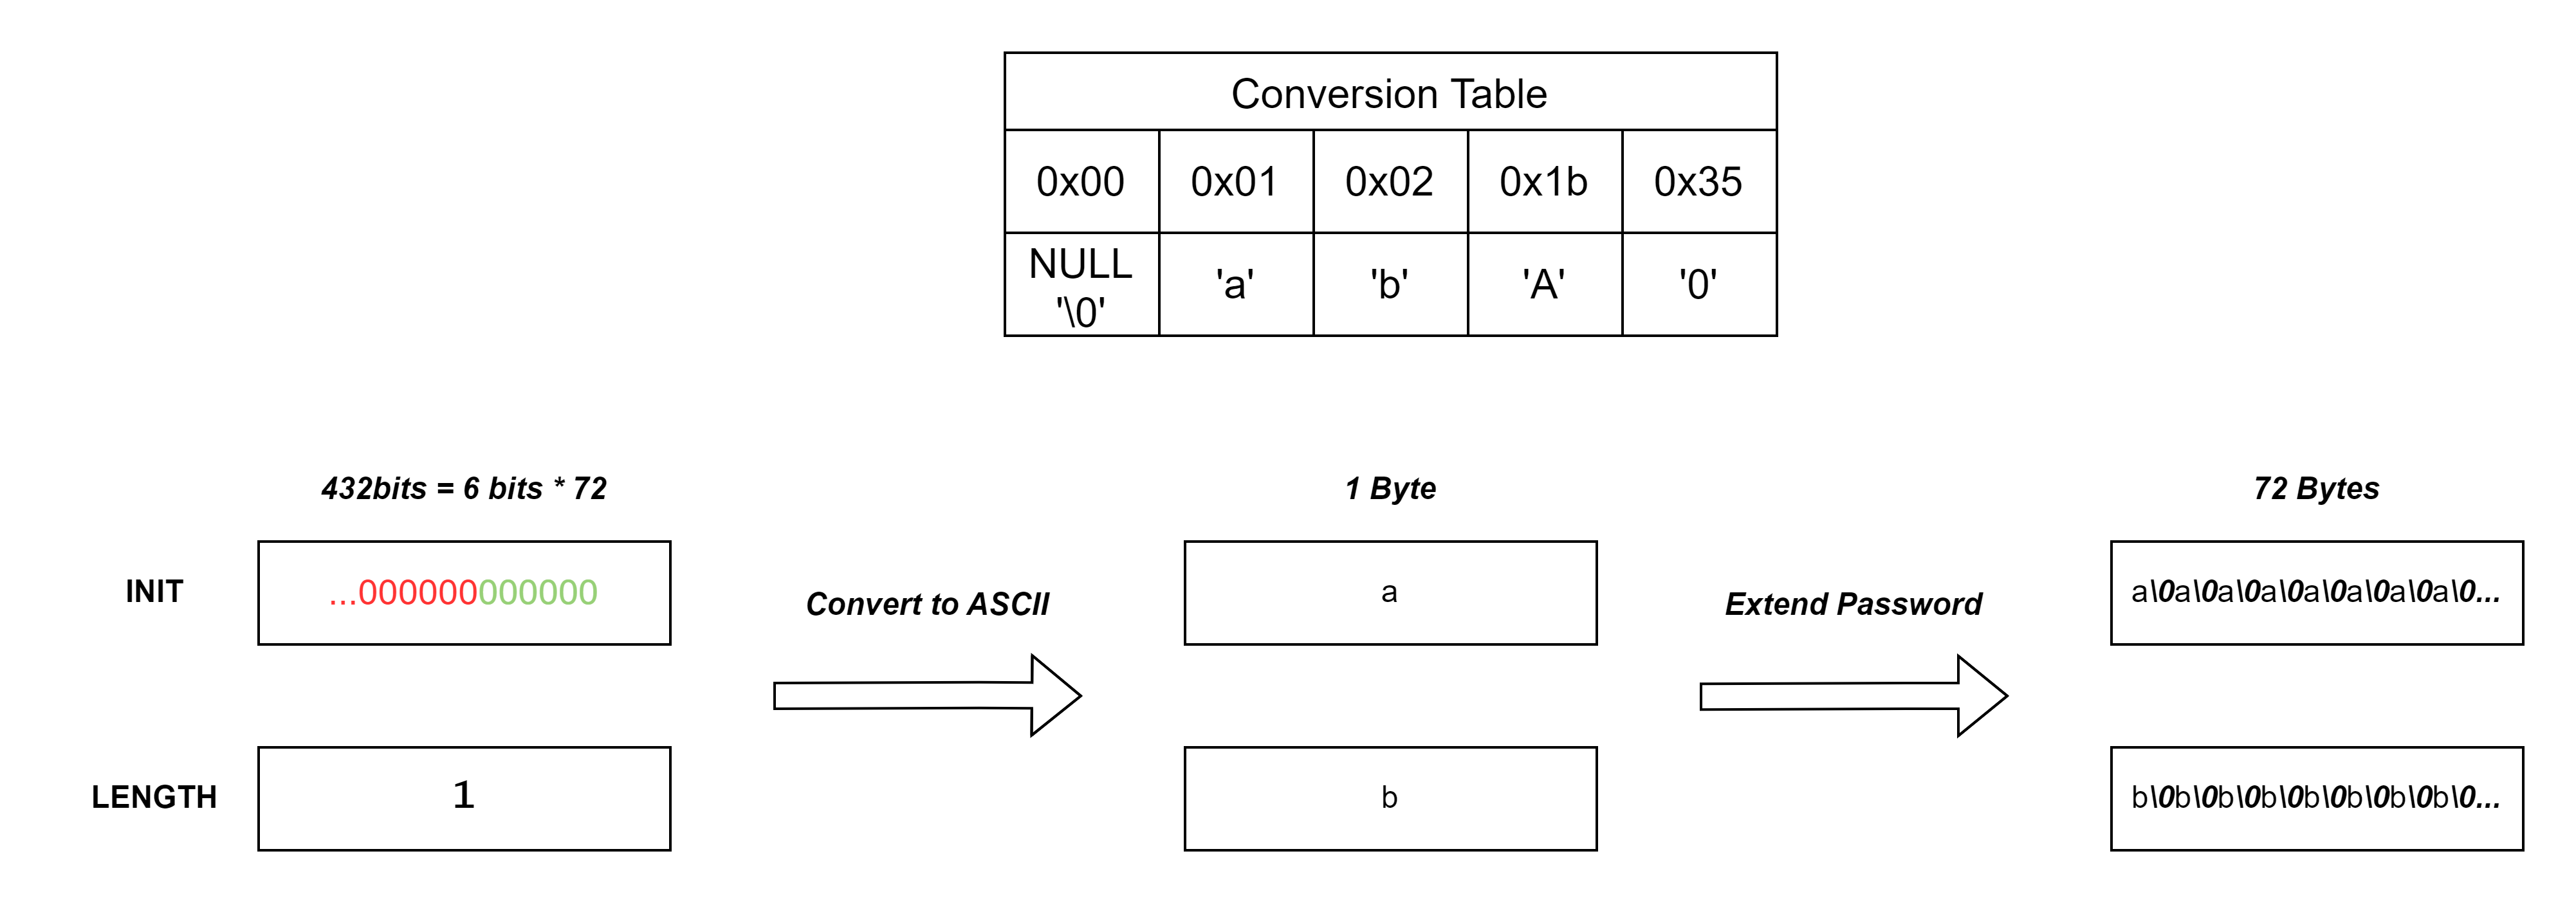 Conversion Table
0x00 0x01 0x02 0x1b 0x35
NULL '\0' 'a' 'b' 'A' '0'
432bits = 6 bits * 72
1 Byte
72 Bytes
INIT
...000000000000
Convert to ASCII
a
Extend Password
a\0a\0a\0a\0a\0a\0a\0a\0...
LENGTH
1
b
b\0b\0b\0b\0b\0b\0b\0b\0...